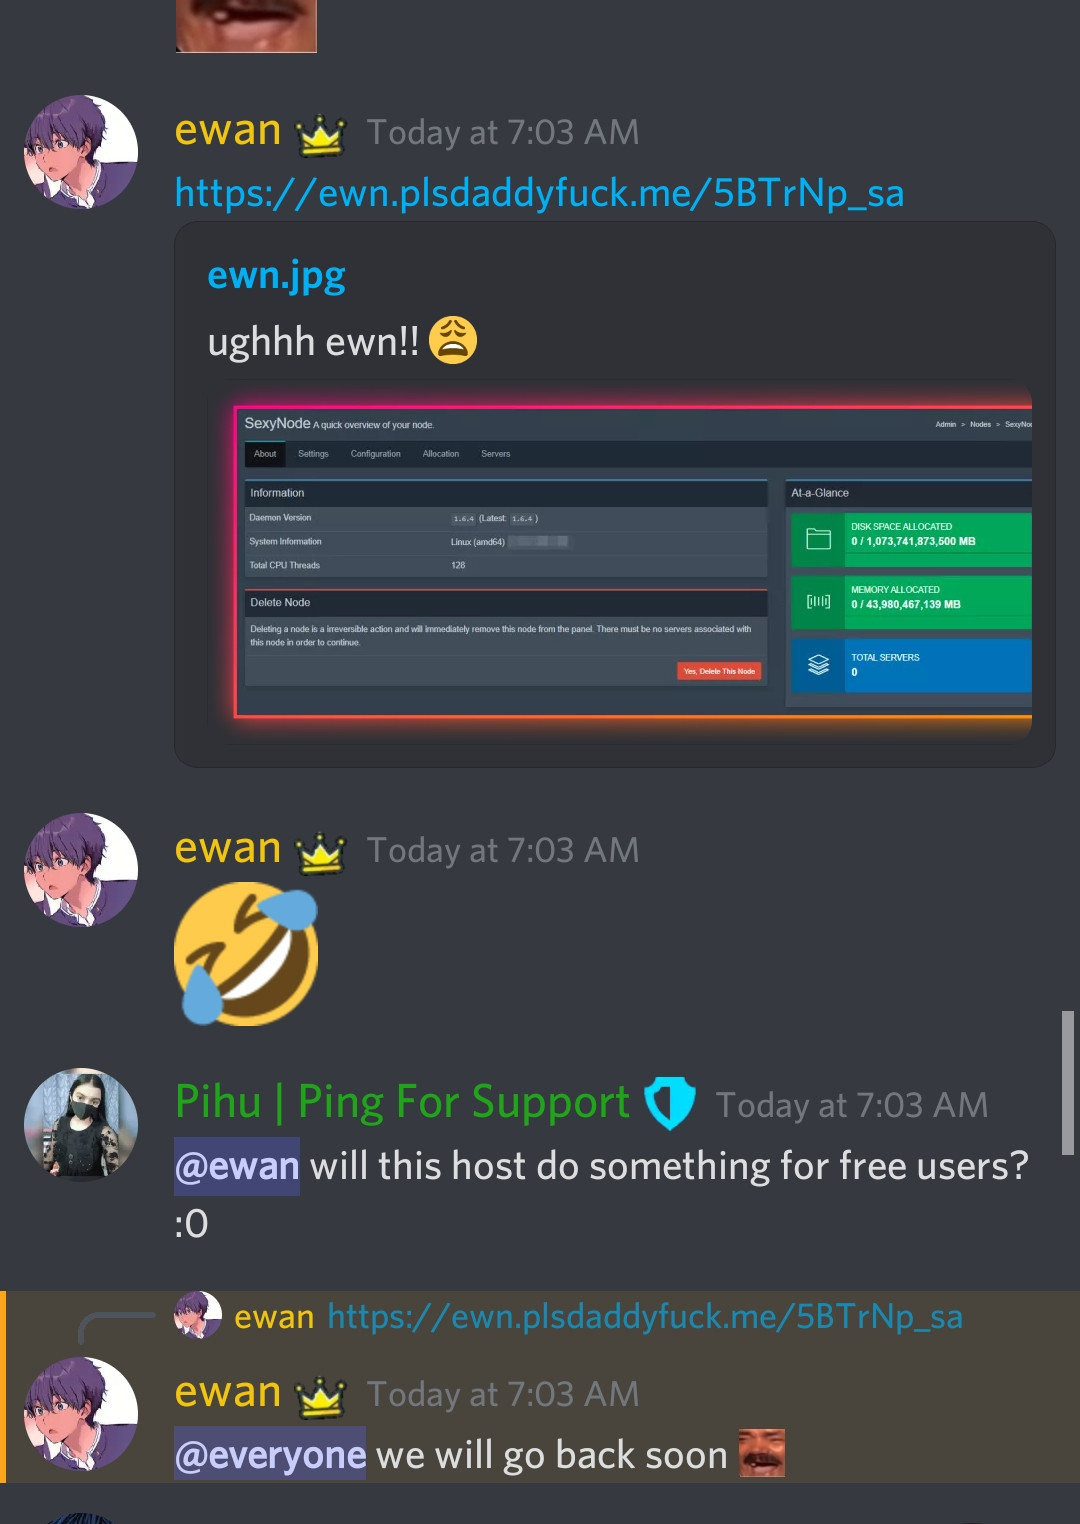 ewan Today at 7:03 AM
https://ewn.plsdaddyfuck.me/5BTrNp_sa
ewn.jpg
ughhh ewn!! 😩
SexyNode A quick overview of your node.
Admin > Nodes > SexyNo
About Settings Configuration Allocation Servers
Information
Daemon Version 1.6.4 (Latest: 1.6.4)
System Information Linux (amd64)
Total CPU Threads 128
Delete Node
Deleting a node is a irreversible action and will immediately remove this node from the panel. There must be no servers associated with
this node in order to continue.
Yes, Delete This Node
At-a-Glance
DISK SPACE ALLOCATED
0 / 1,073,741,873,500 MB
MEMORY ALLOCATED
0 / 43,980,467,139 MB
TOTAL SERVERS
0
ewan Today at 7:03 AM
🤣
Pihu | Ping For Support Today at 7:03 AM
@ewan will this host do something for free users?
:0
ewan https://ewn.plsdaddyfuck.me/5BTrNp_sa
ewan Today at 7:03 AM
@everyone we will go back soon